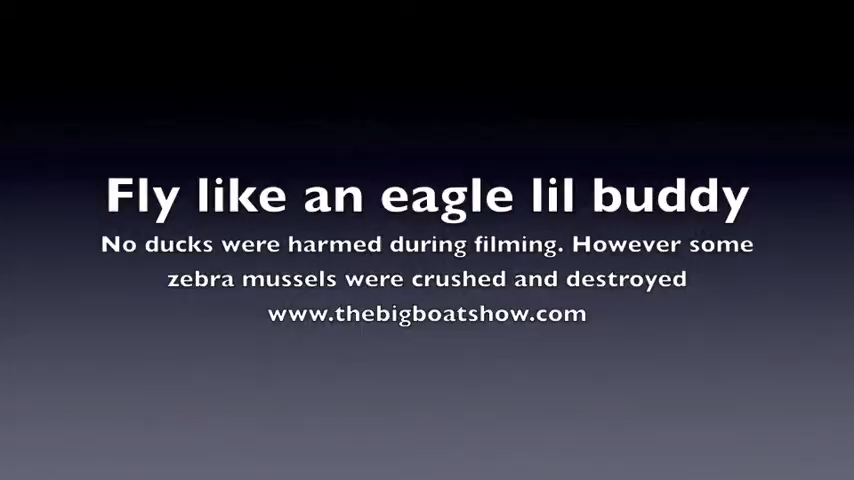 Fly like an eagle lil buddy
No ducks were harmed during filming. However some
zebra mussels were crushed and destroyed
www.thebigboatshow.com